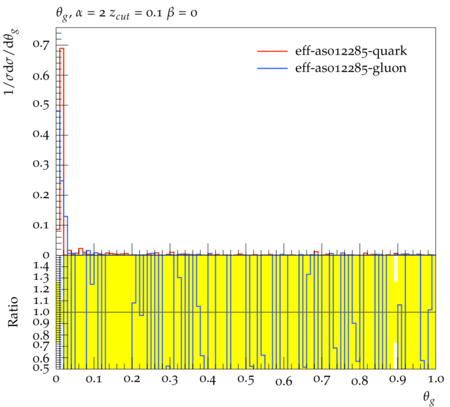 θg, α = 2 zcut = 0.1 β = 0
1/σdσ/dθg
eff-as012285-quark
eff-as012285-gluon
0.7
0.6
0.5
0.4
0.3
0.2
0.1
0
Ratio
1.4
1.3
1.2
1.1
1.0
0.9
0.8
0.7
0.6
0.5
0 0.1 0.2 0.3 0.4 0.5 0.6 0.7 0.8 0.9 1.0
θg